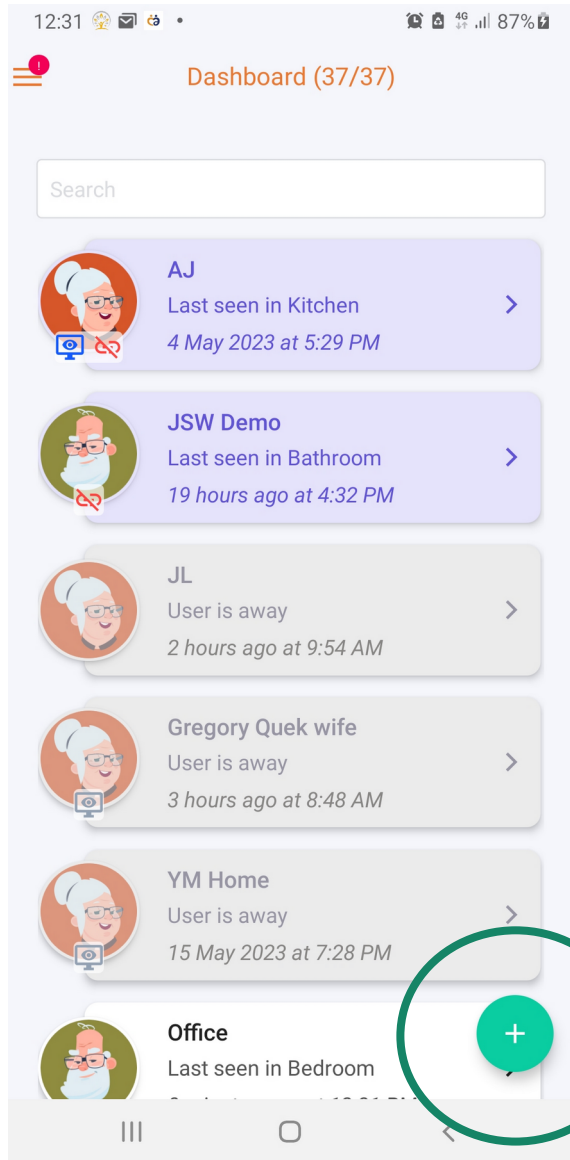 12:31
4G
87%
!
Dashboard (37/37)
Search
AJ
Last seen in Kitchen
4 May 2023 at 5:29 PM
JSW Demo
Last seen in Bathroom
19 hours ago at 4:32 PM
JL
User is away
2 hours ago at 9:54 AM
Gregory Quek wife
User is away
3 hours ago at 8:48 AM
YM Home
User is away
15 May 2023 at 7:28 PM
Office
Last seen in Bedroom
+